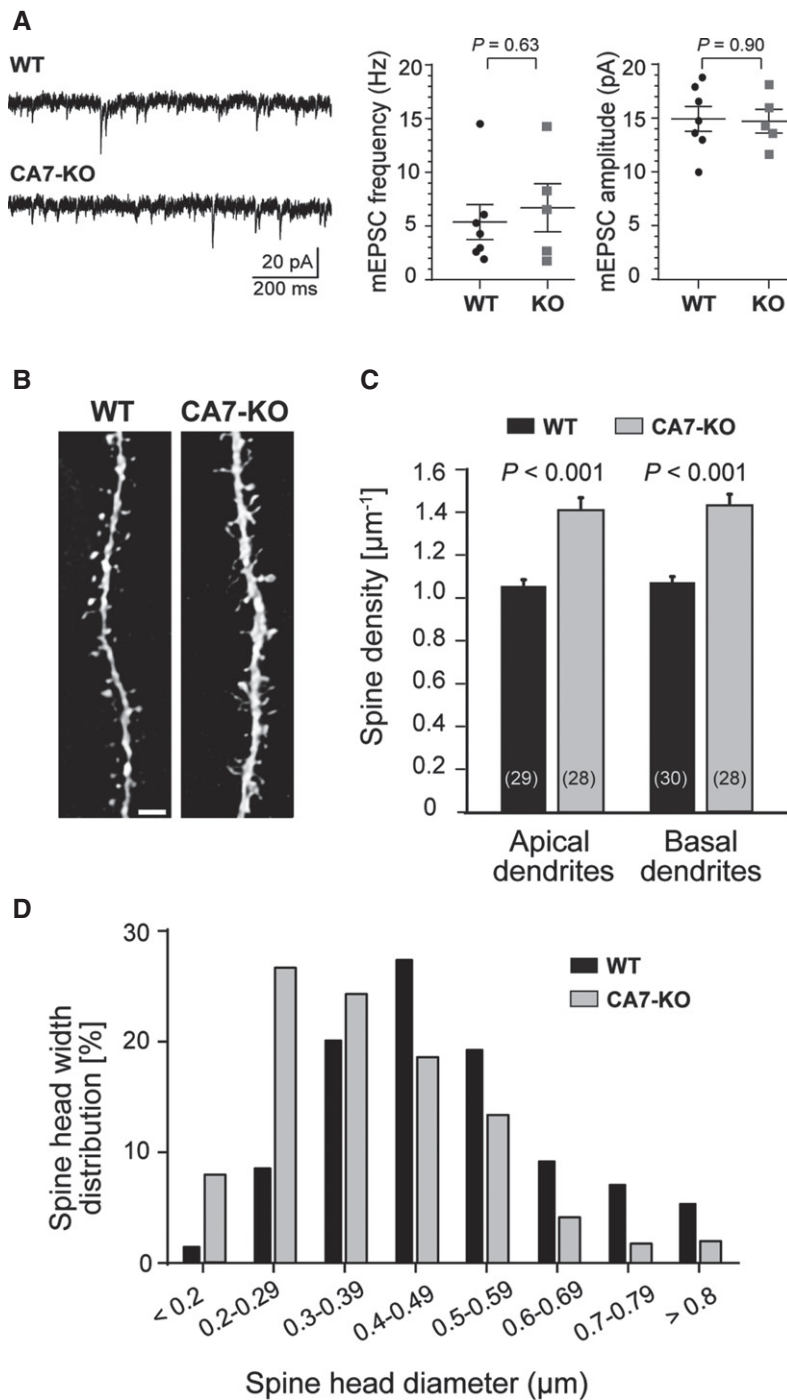 A
WT
CA7-KO
20 pA
200 ms
P = 0.63
mEPSC frequency (Hz)
20
15
10
5
0
WT KO
P = 0.90
mEPSC amplitude (pA)
20
15
10
5
0
WT KO
B
WT CA7-KO
C
WT CA7-KO
P < 0.001 P < 0.001
Spine density [µm-1]
1.6
1.4
1.2
1.0
0.8
0.6
0.4
0.2
0
(29) (28) (30) (28)
Apical
dendrites
Basal
dendrites
D
WT
CA7-KO
Spine head width
distribution [%]
30
20
10
0
< 0.2 0.2-0.29 0.3-0.39 0.4-0.49 0.5-0.59 0.6-0.69 0.7-0.79 > 0.8
Spine head diameter (µm)